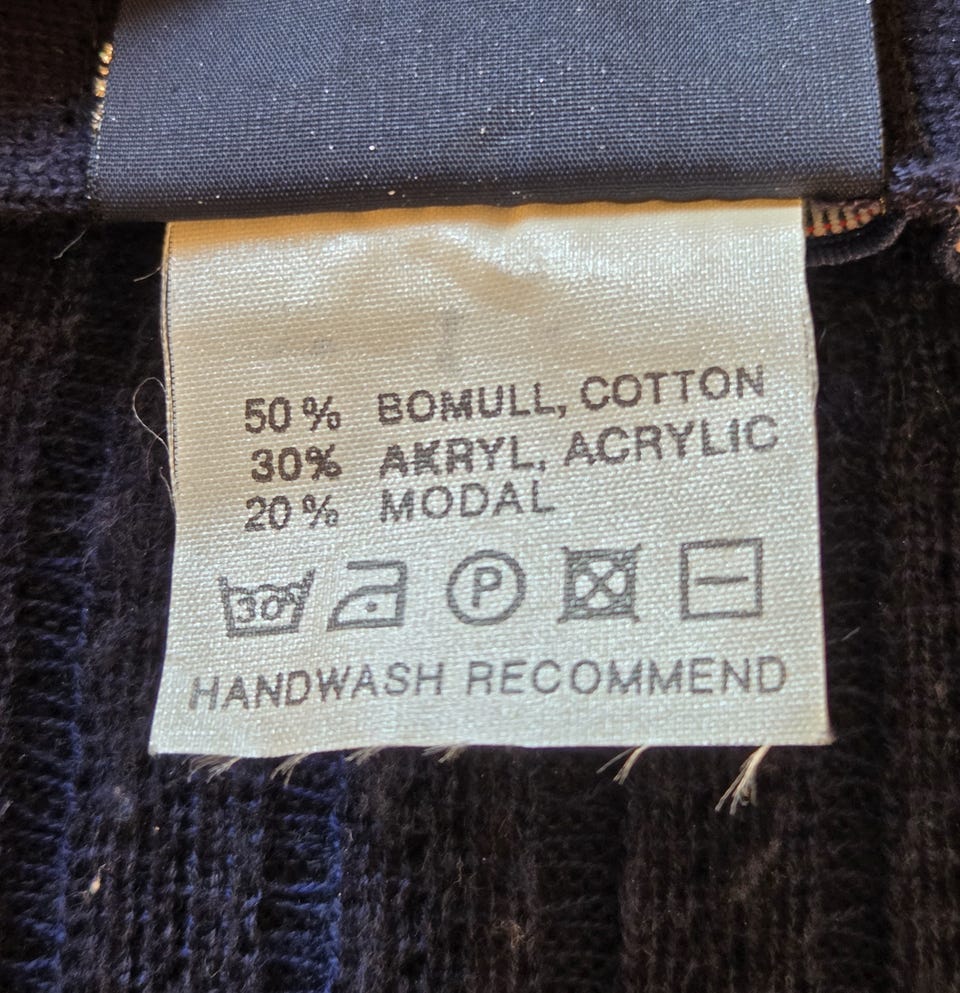 50% BOMULL, COTTON
30% AKRYL, ACRYLIC
20% MODAL
30° P
HANDWASH RECOMMEND